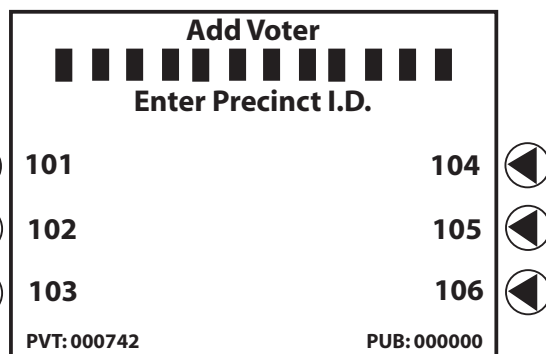 Add Voter
Enter Precinct I.D.
101 104
102 105
103 106
PVT: 000742 PUB: 000000